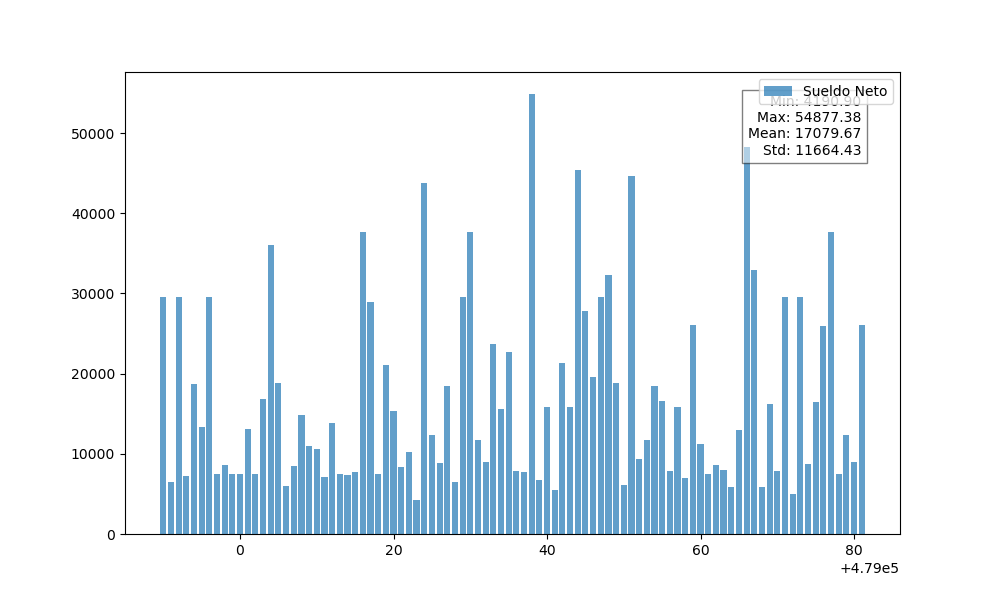 Sueldo Neto
Min: 4190.90
Max: 54877.38
Mean: 17079.67
Std: 11664.43
50000
40000
30000
20000
10000
0
0 20 40 60 80
+4.79e5